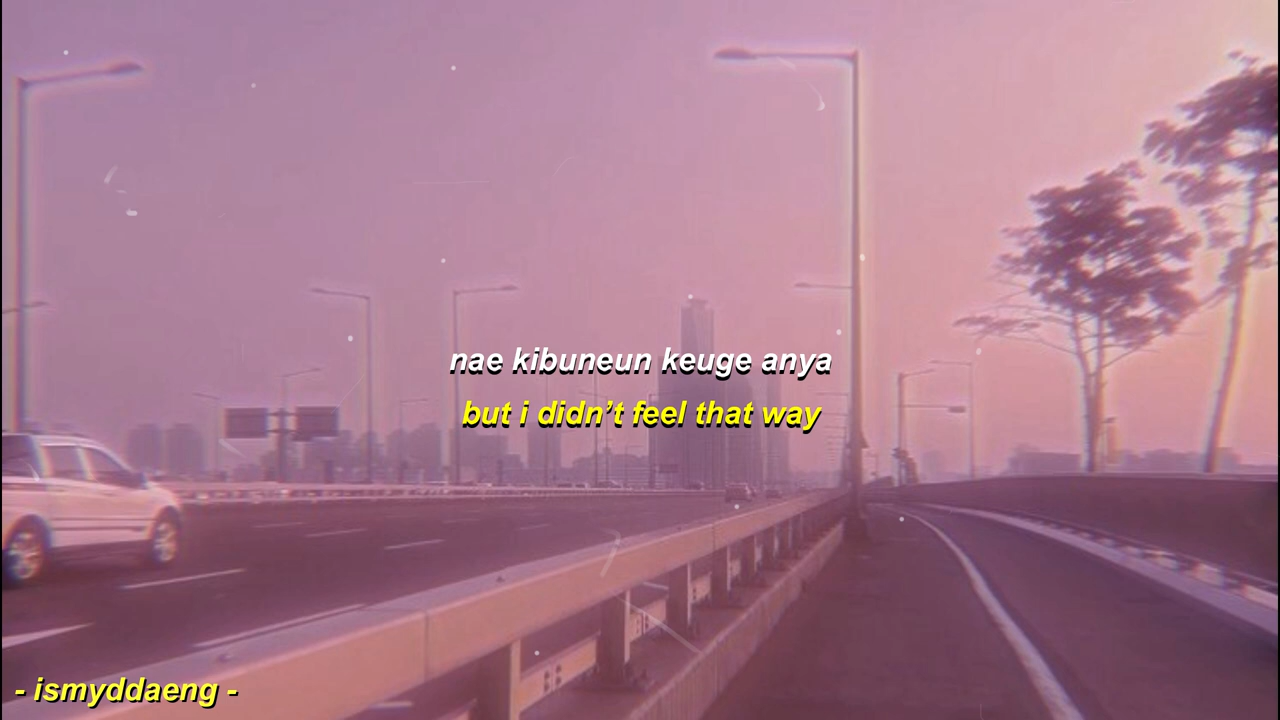 nae kibuneun keuge anya
but i didn’t feel that way
- ismyddaeng -